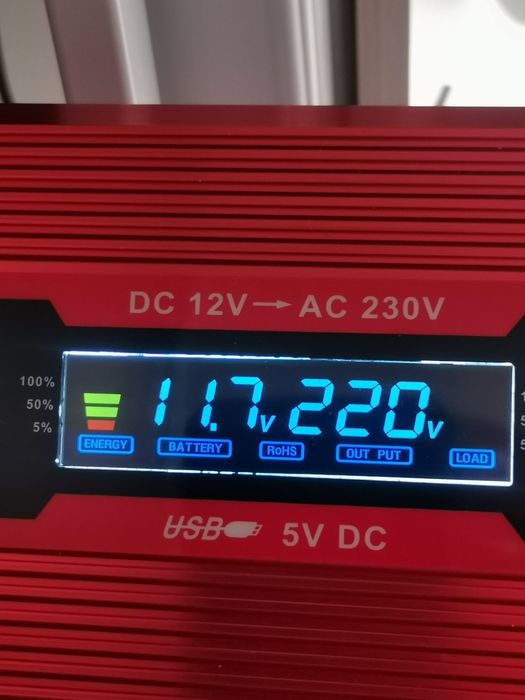 DC 12V→AC 230V
100%
50%
5%
11.7V 220V
ENERGY BATTERY RoHS OUT PUT LOAD
USB 5V DC